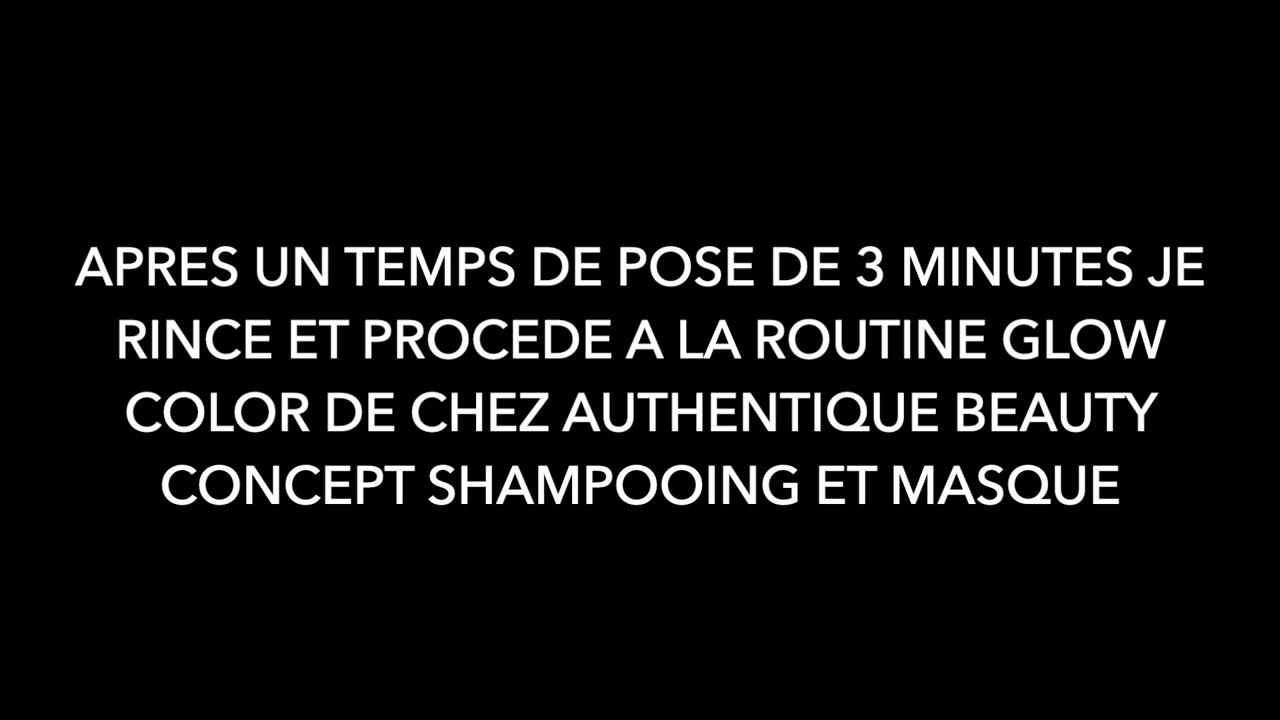 APRES UN TEMPS DE POSE DE 3 MINUTES JE
RINCE ET PROCEDE A LA ROUTINE GLOW
COLOR DE CHEZ AUTHENTIQUE BEAUTY
CONCEPT SHAMPOOING ET MASQUE